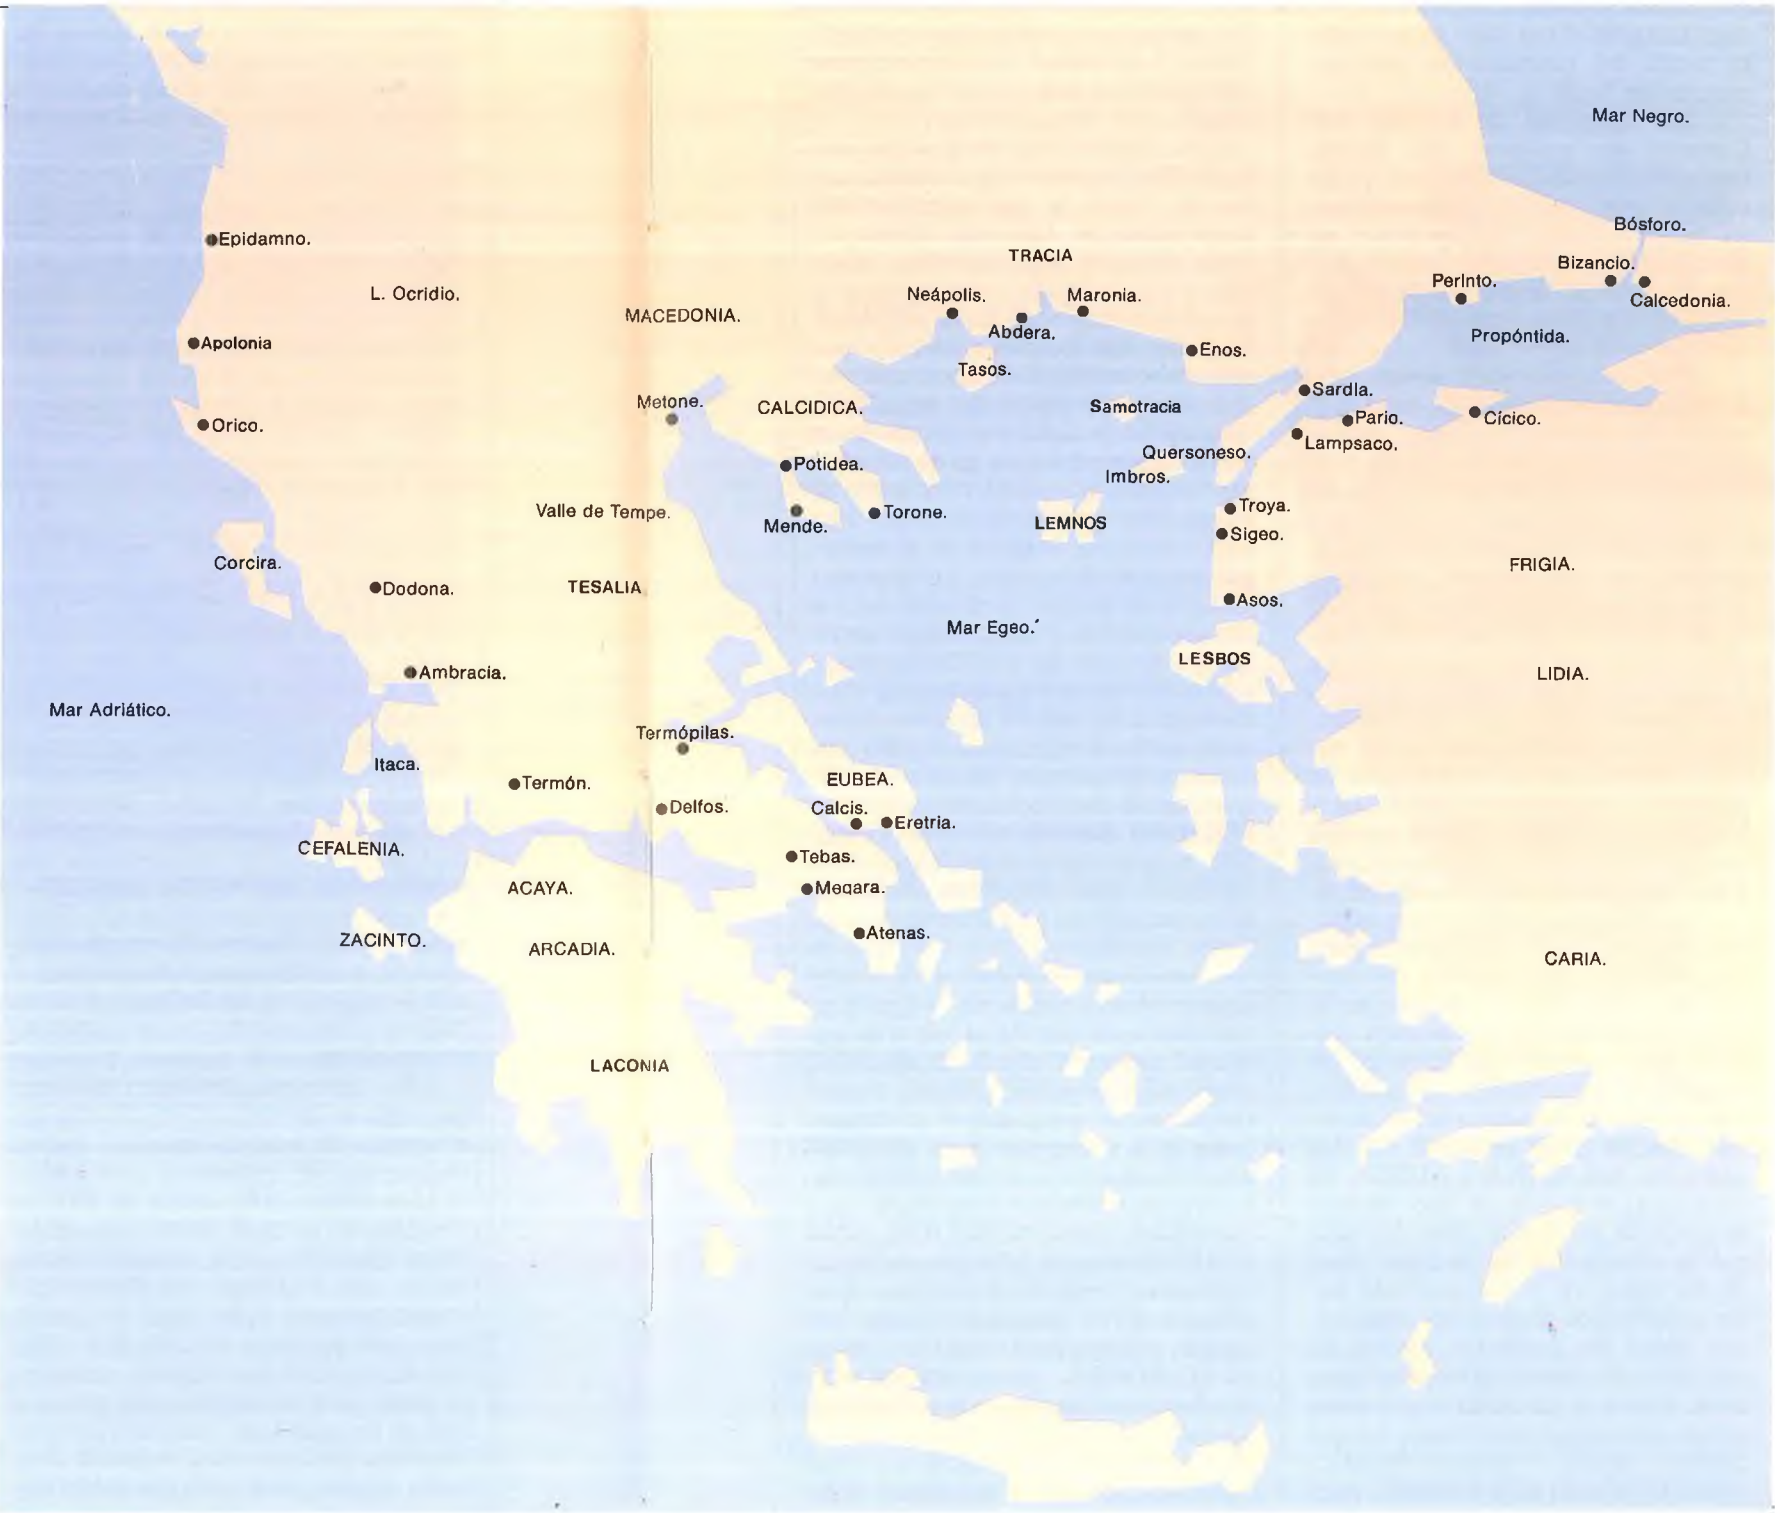 Mar Negro.
Bósforo.
Epidamno.
TRACIA
Bizancio.
Perinto.
L. Ocridio.
Neápolis.
Maronia.
Calcedonia.
MACEDONIA.
Abdera.
Propóntida.
Apolonia
Enos.
Tasos.
Sardia.
Metone.
CALCIDICA.
Samotracia
Pario.
Cícico.
Orico.
Lampsaco.
Quersoneso.
Potidea.
Imbros.
Troya.
Valle de Tempe.
Torone.
Mende.
LEMNOS
Sigeo.
Corcira.
FRIGIA.
Dodona.
TESALIA
Asos.
Mar Egeo.
LESBOS
Ambracia.
LIDIA.
Mar Adriático.
Termópilas.
Itaca.
Termón.
EUBEA.
Delfos.
Calcis.
Eretria.
CEFALENIA.
Tebas.
ACAYA.
Megara.
ZACINTO.
ARCADIA.
Atenas.
CARIA.
LACONIA